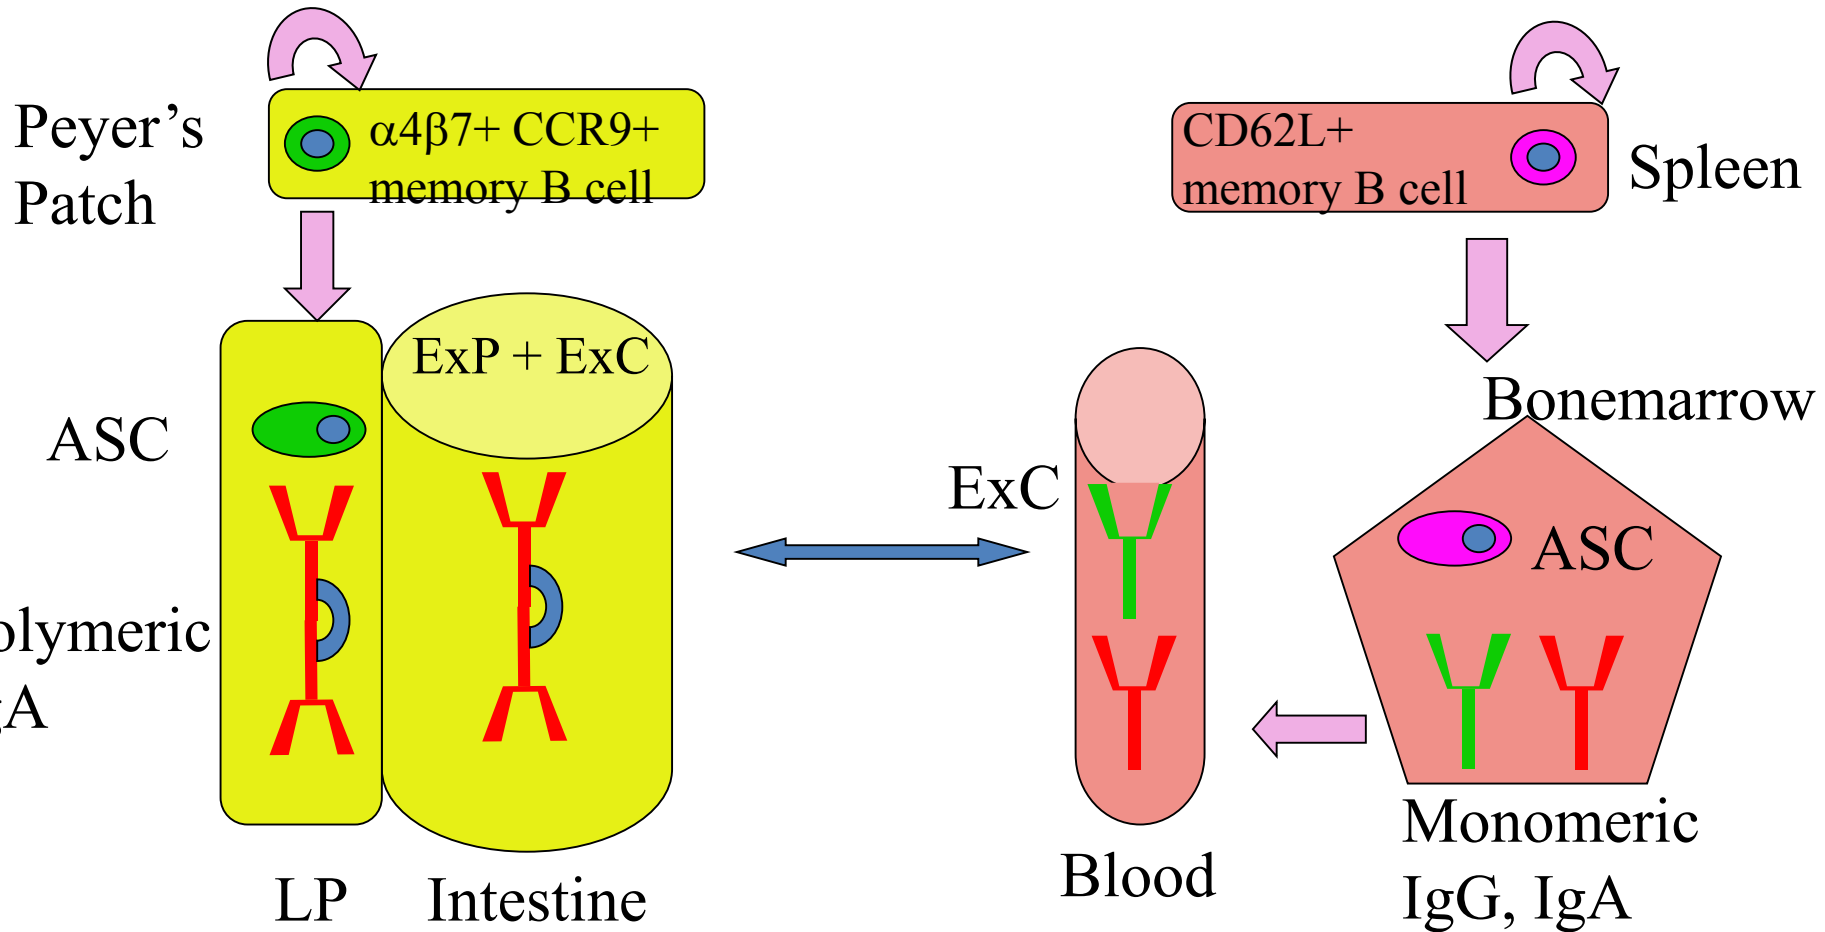 Peyer’s
Patch
α4β7+ CCR9+
memory B cell
CD62L+
memory B cell
Spleen
ExP + ExC
ASC
Bonemarrow
ExC
ASC
olymeric
gA
LP
Intestine
Blood
Monomeric
IgG, IgA